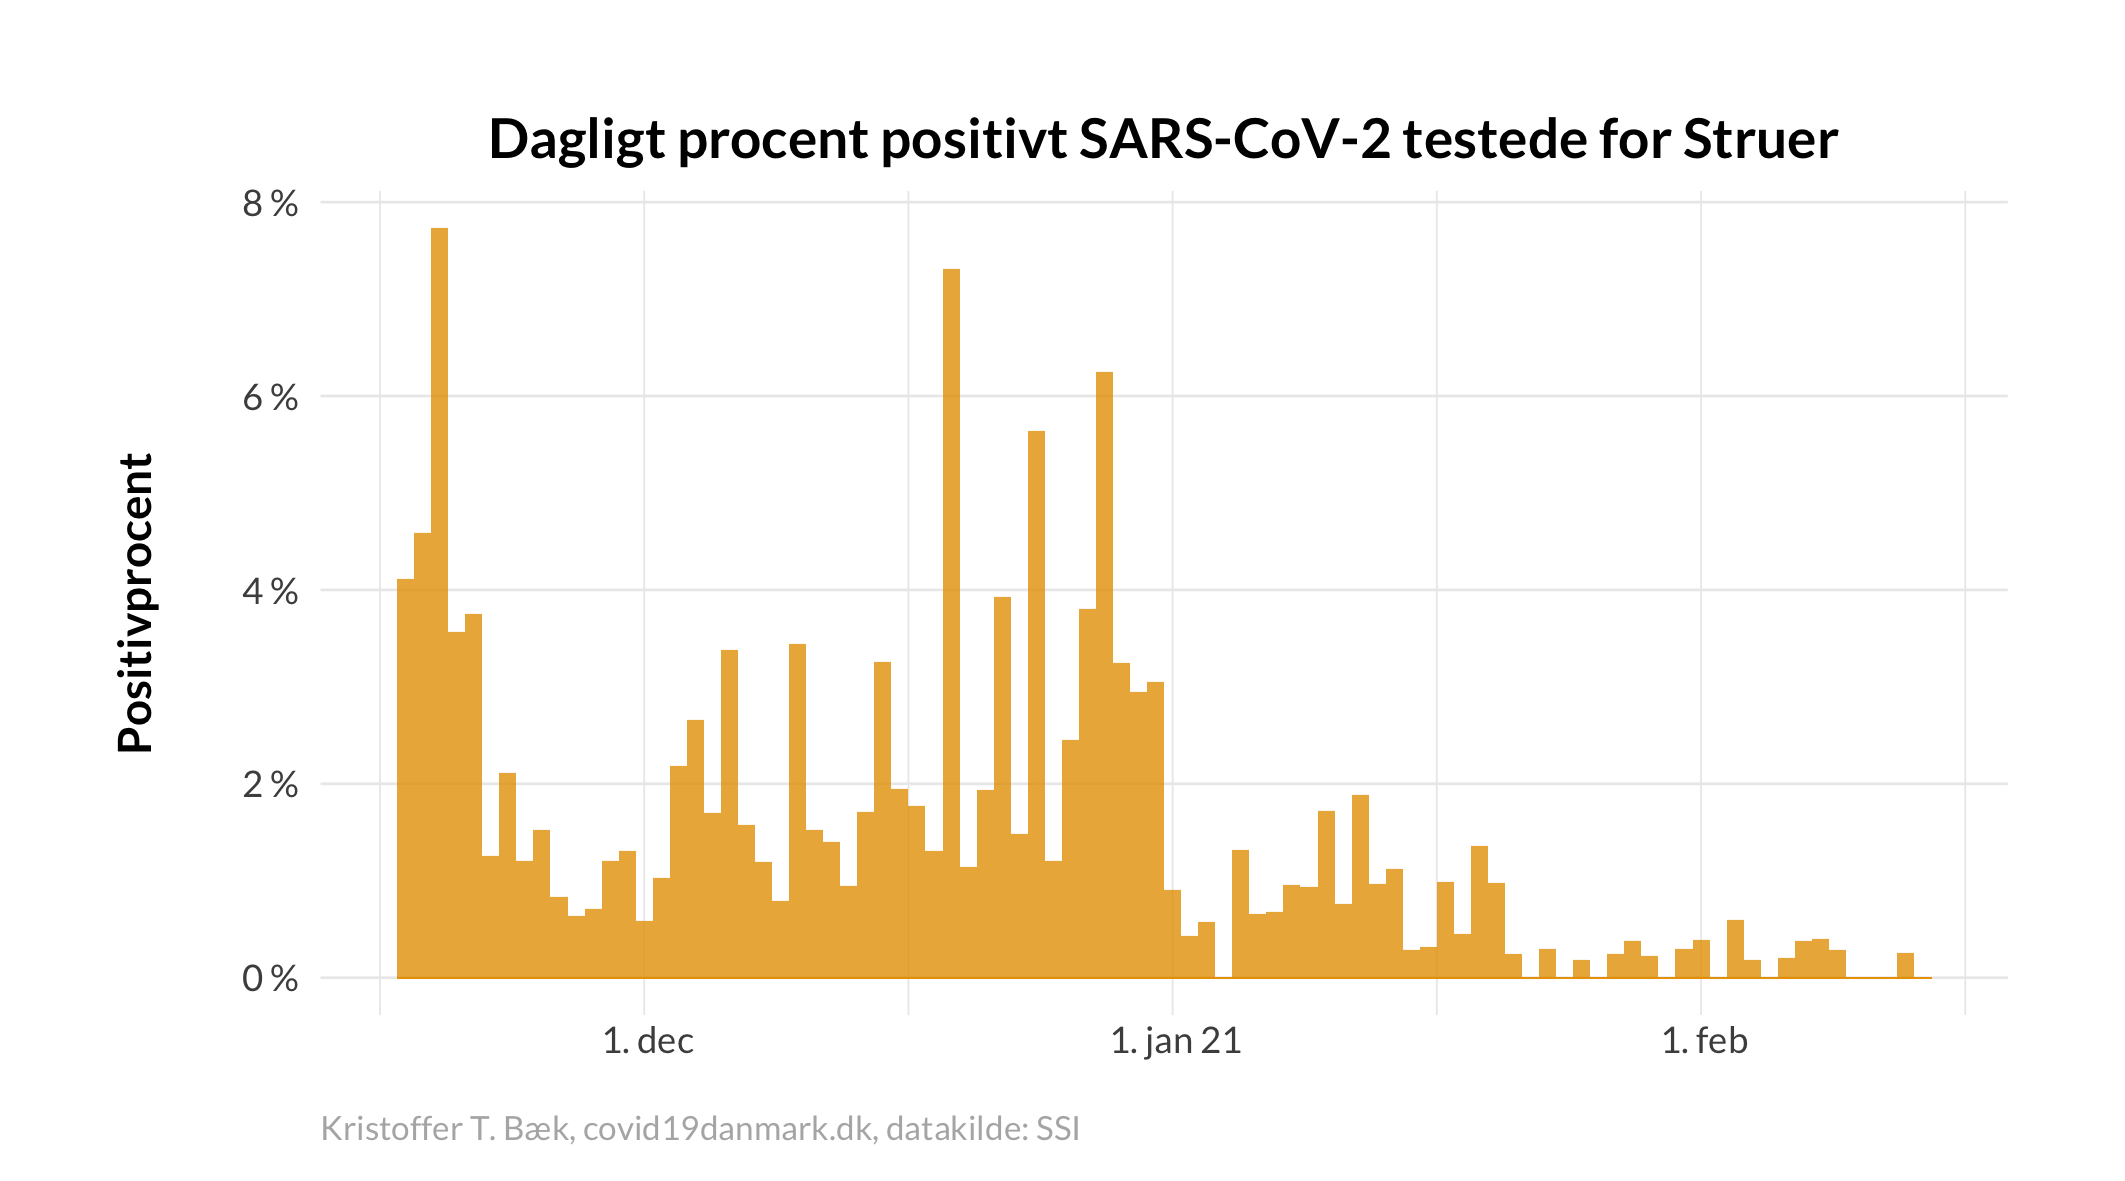 Dagligt procent positivt SARS-CoV-2 testede for Struer
8 %
6 %
4 %
2 %
0 %
Positivprocent
1. dec
1. jan 21
1. feb
Kristoffer T. Bæk, covid19danmark.dk, datakilde: SSI